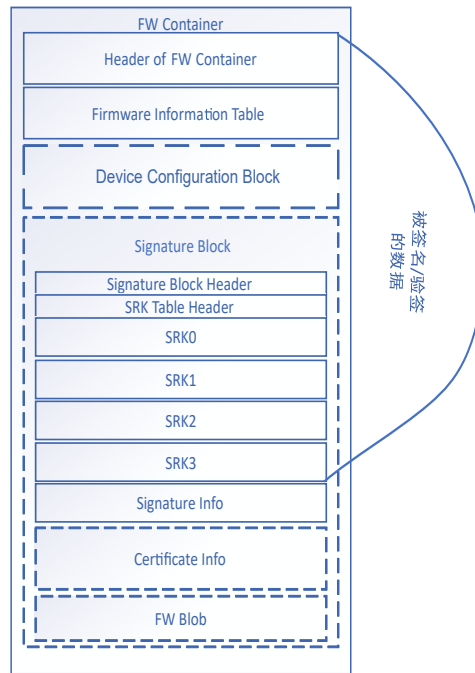 FW Container
Header of FW Container
Firmware Information Table
Device Configuration Block
Signature Block
Signature Block Header
SRK Table Header
SRK0
SRK1
SRK2
SRK3
Signature Info
Certificate Info
FW Blob
被签名/验签
的数据